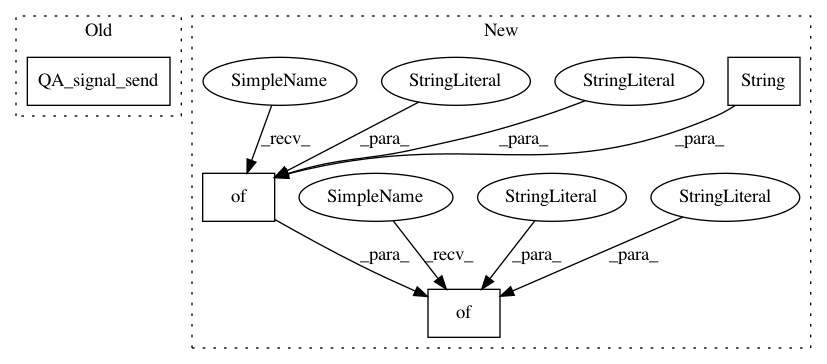 Old
New
QA_signal_send
SimpleName
StringLiteral
StringLiteral
String
_recv_
_para_
_para_
_para_
of
SimpleName
StringLiteral
StringLiteral
_para_
_recv_
_para_
_para_
of